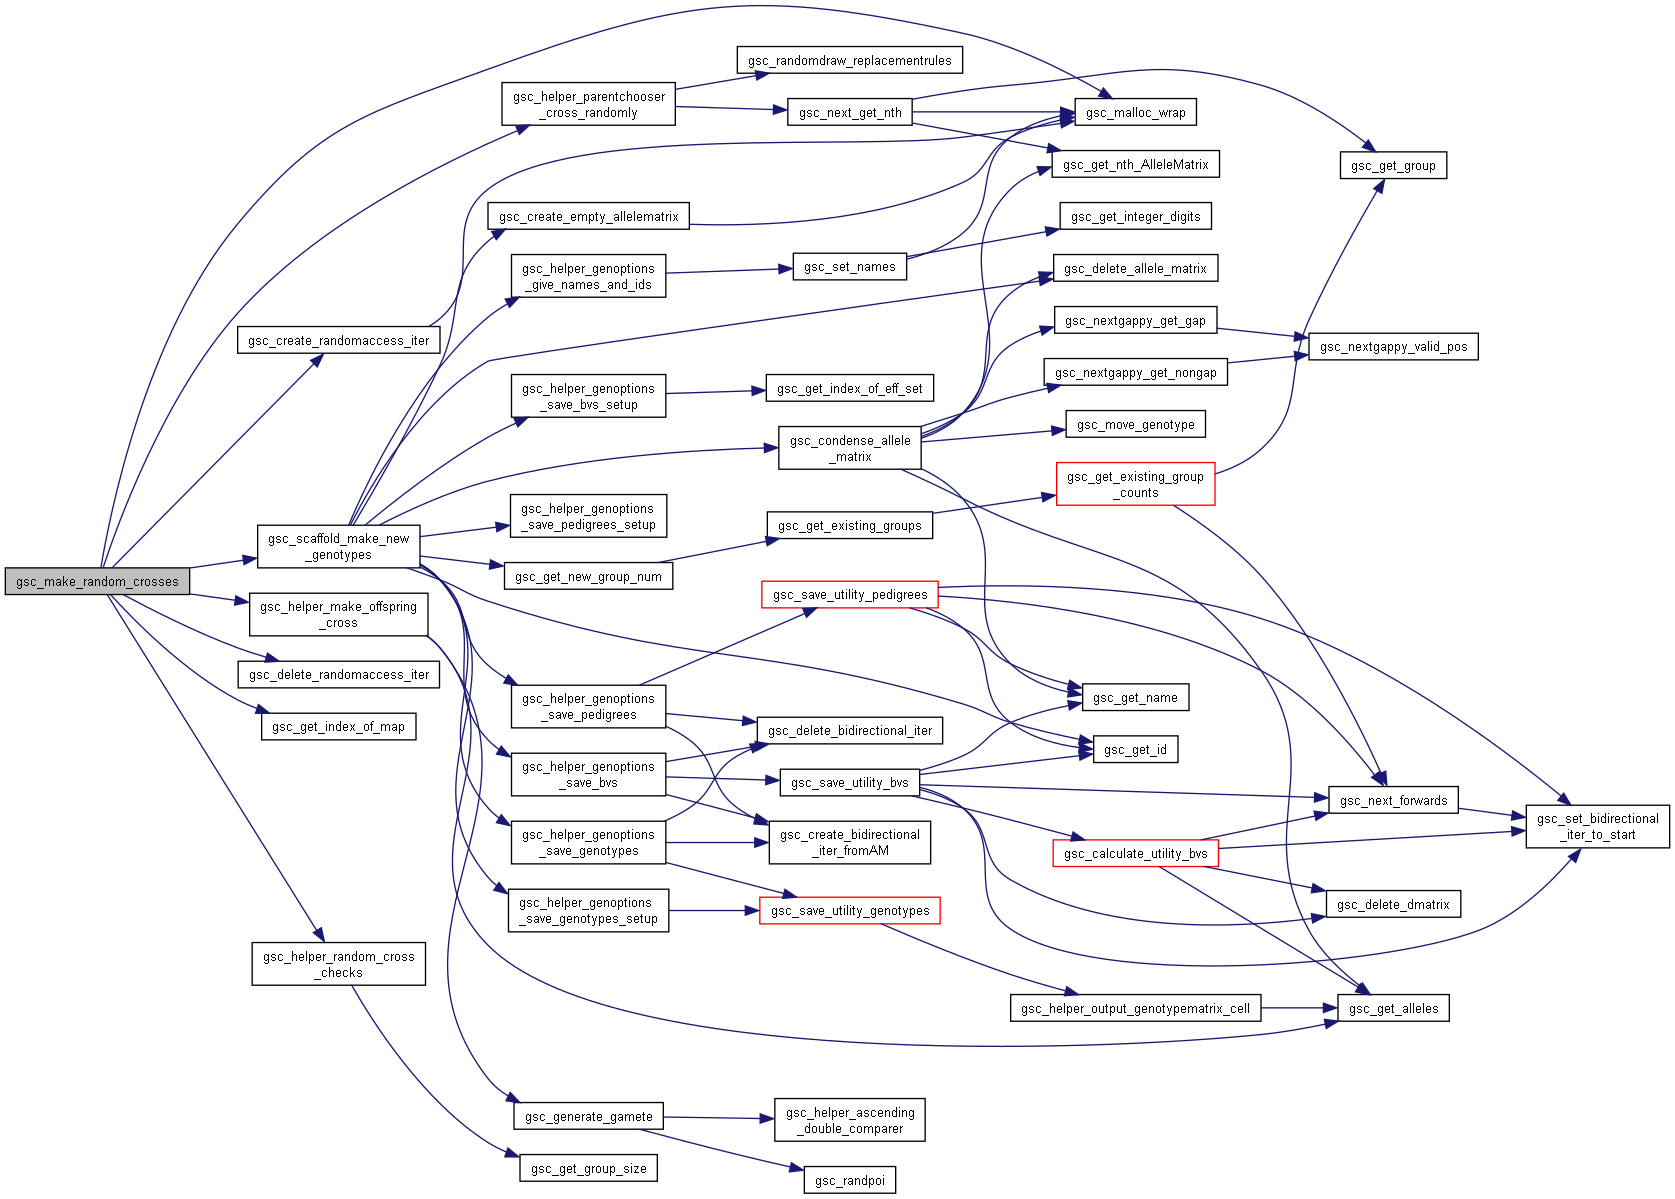 gsc_make_random_crosses
gsc_helper_parentchooser
_cross_randomly
gsc_create_randomaccess_iter
gsc_scaffold_make_new
_genotypes
gsc_helper_make_offspring
_cross
gsc_delete_randomaccess_iter
gsc_get_index_of_map
gsc_helper_random_cross
_checks
gsc_create_empty_allelematrix
gsc_helper_genoptions
_give_names_and_ids
gsc_helper_genoptions
_save_bvs_setup
gsc_helper_genoptions
_save_pedigrees_setup
gsc_get_new_group_num
gsc_helper_genoptions
_save_pedigrees
gsc_helper_genoptions
_save_bvs
gsc_helper_genoptions
_save_genotypes
gsc_helper_genoptions
_save_genotypes_setup
gsc_generate_gamete
gsc_get_group_size
gsc_randomdraw_replacementrules
gsc_next_get_nth
gsc_set_names
gsc_get_index_of_eff_set
gsc_condense_allele
_matrix
gsc_get_existing_groups
gsc_save_utility_pedigrees
gsc_delete_bidirectional_iter
gsc_save_utility_bvs
gsc_create_bidirectional
_iter_fromAM
gsc_save_utility_genotypes
gsc_helper_ascending
_double_comparer
gsc_randpoi
gsc_malloc_wrap
gsc_get_nth_AlleleMatrix
gsc_get_integer_digits
gsc_delete_allele_matrix
gsc_nextgappy_get_gap
gsc_nextgappy_get_nongap
gsc_move_genotype
gsc_get_existing_group
_counts
gsc_get_name
gsc_get_id
gsc_calculate_utility_bvs
gsc_helper_output_genotypematrix_cell
gsc_get_group
gsc_nextgappy_valid_pos
gsc_next_forwards
gsc_delete_dmatrix
gsc_get_alleles
gsc_set_bidirectional
_iter_to_start